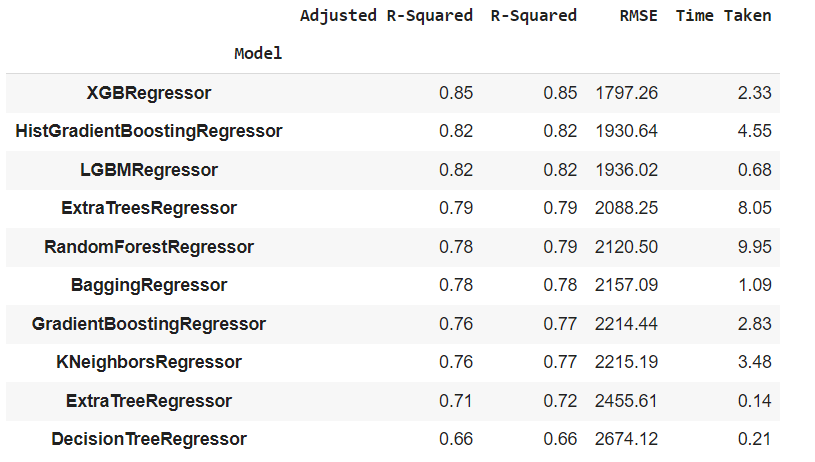 Adjusted R-Squared R-Squared RMSE Time Taken
Model
XGBRegressor 0.85 0.85 1797.26 2.33
HistGradientBoostingRegressor 0.82 0.82 1930.64 4.55
LGBMRegressor 0.82 0.82 1936.02 0.68
ExtraTreesRegressor 0.79 0.79 2088.25 8.05
RandomForestRegressor 0.78 0.79 2120.50 9.95
BaggingRegressor 0.78 0.78 2157.09 1.09
GradientBoostingRegressor 0.76 0.77 2214.44 2.83
KNeighborsRegressor 0.76 0.77 2215.19 3.48
ExtraTreeRegressor 0.71 0.72 2455.61 0.14
DecisionTreeRegressor 0.66 0.66 2674.12 0.21